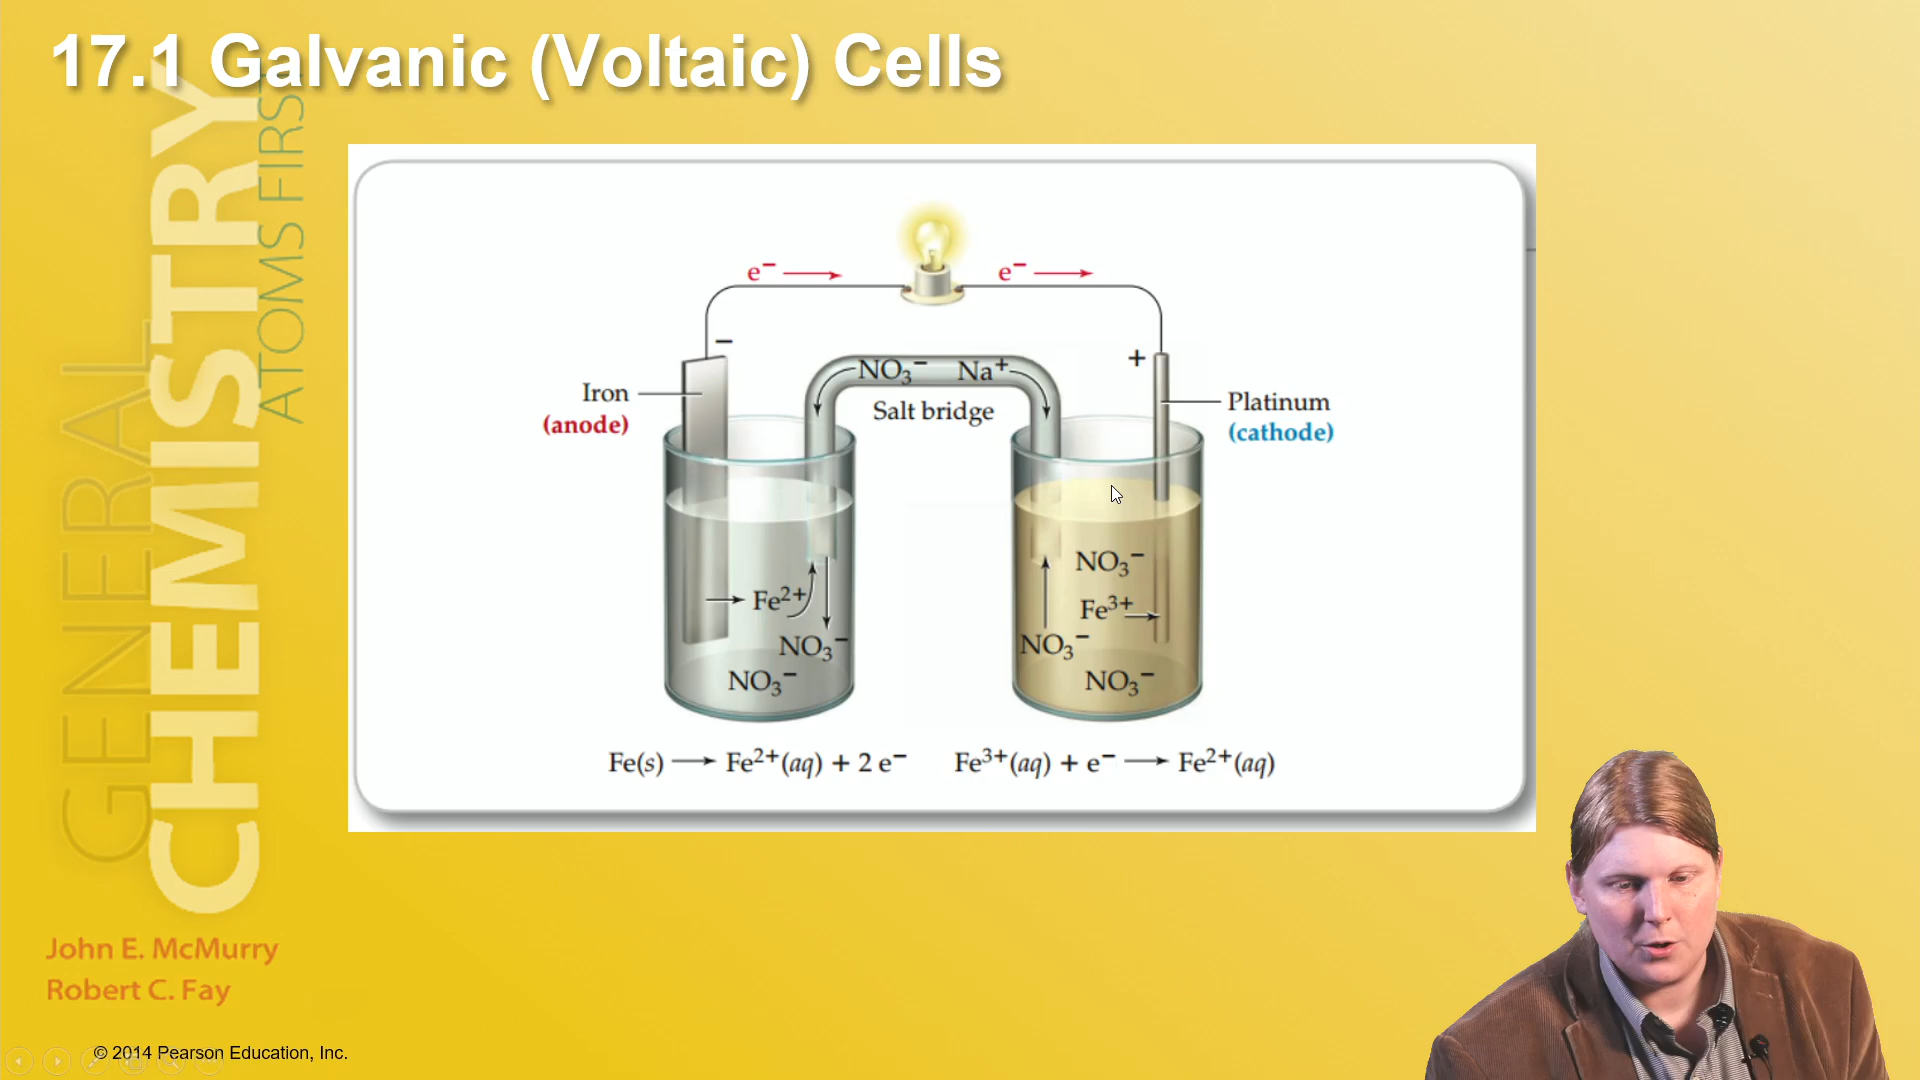 17.1 Galvanic (Voltaic) Cells
GENERAL
CHEMISTRY
ATOMS FIRST
e⁻ e⁻
− +
NO₃⁻ Na⁺
Salt bridge
Iron
(anode)
Platinum
(cathode)
Fe²⁺
NO₃⁻
NO₃⁻
NO₃⁻
Fe³⁺
NO₃⁻
NO₃⁻
Fe(s) → Fe²⁺(aq) + 2 e⁻ Fe³⁺(aq) + e⁻ → Fe²⁺(aq)
John E. McMurry
Robert C. Fay
© 2014 Pearson Education, Inc.